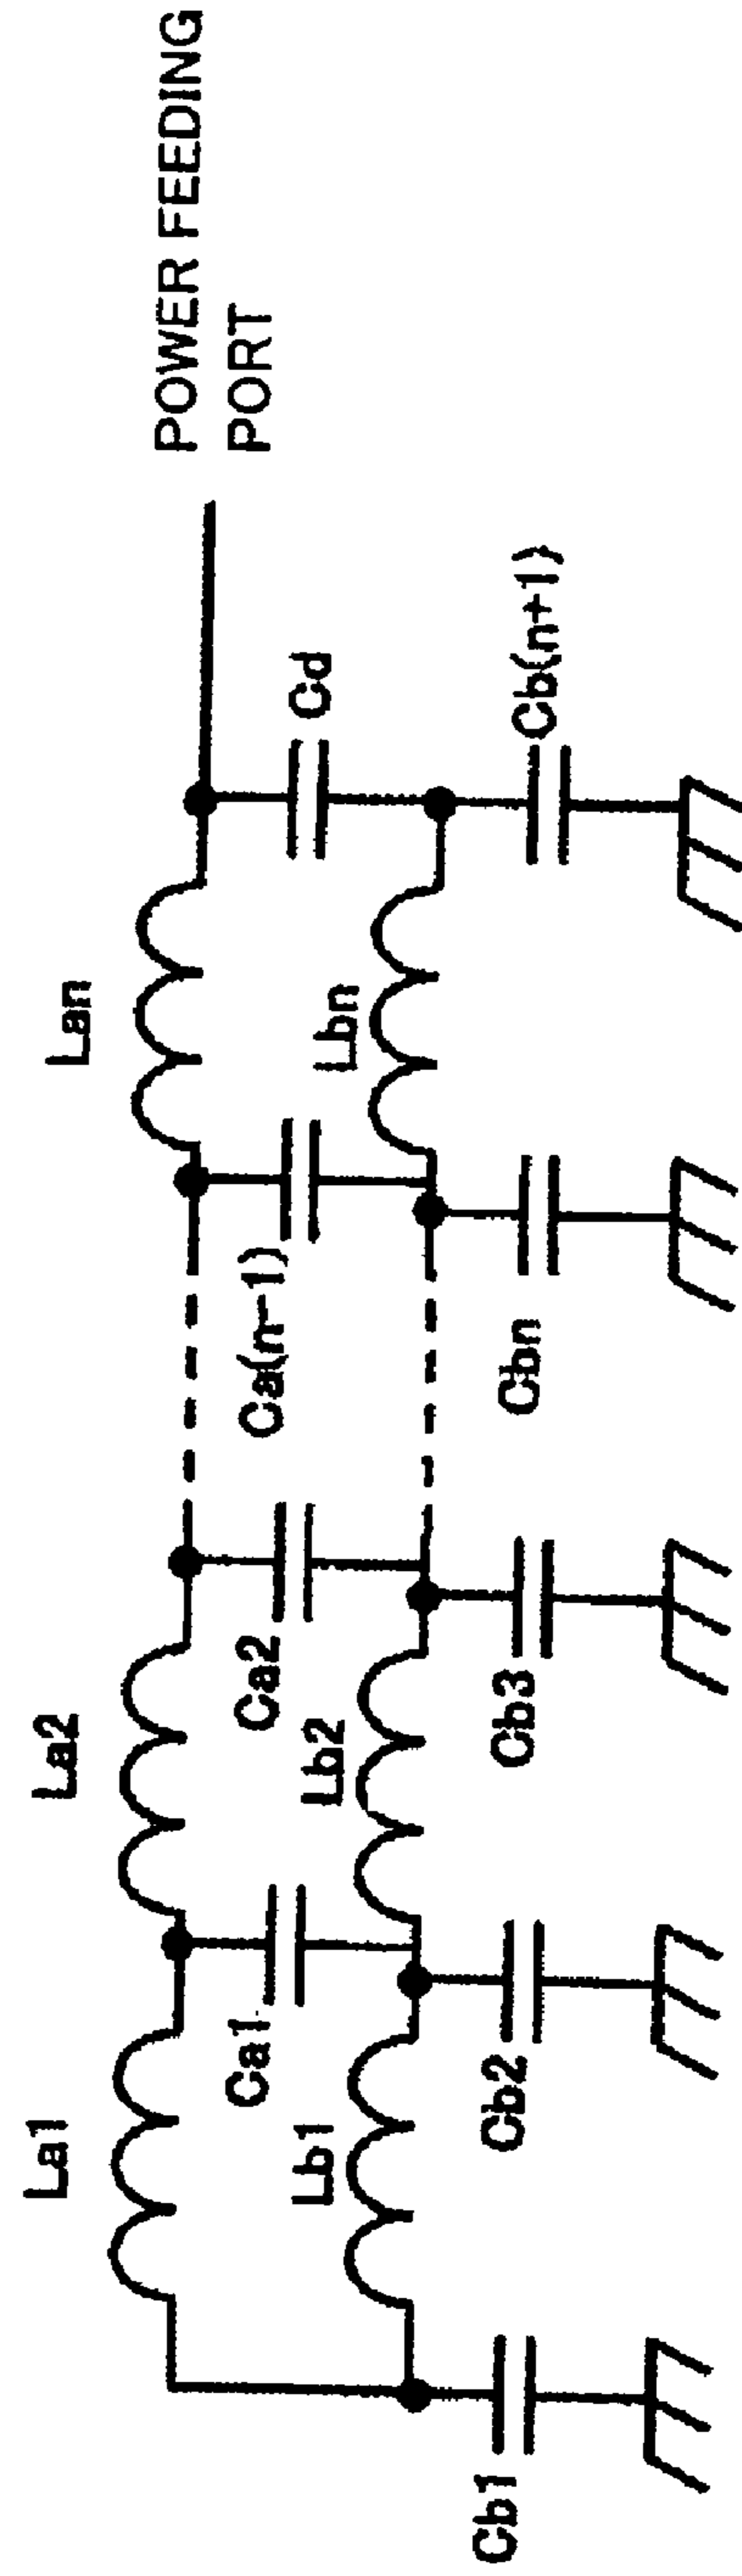 POWER FEEDING
PORT
La1
La2
Lan
Ca1
Ca2
Ca(n-1)
Cd
Lb1
Lb2
Lbn
Cb1
Cb2
Cb3
Cbn
Cb(n+1)